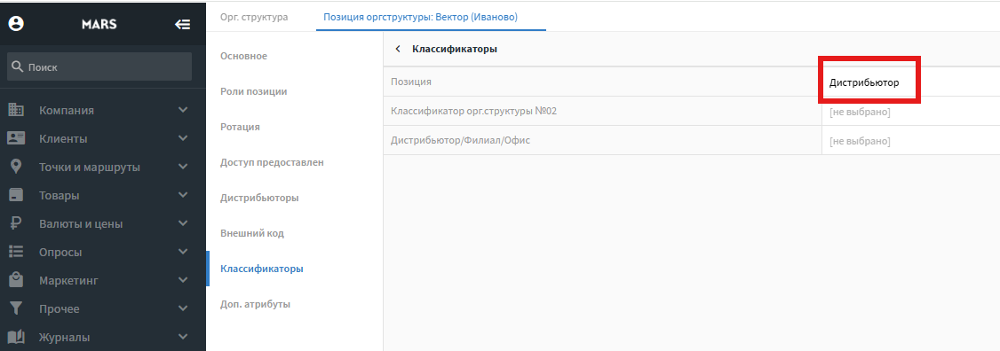 MARS
Поиск
Компания
Клиенты
Точки и маршруты
Товары
Валюты и цены
Опросы
Маркетинг
Прочее
Журналы
Орг. структура
Позиция оргструктуры: Вектор (Иваново)
Основное
Роли позиции
Ротация
Доступ предоставлен
Дистрибьюторы
Внешний код
Классификаторы
Доп. атрибуты
Классификаторы
Позиция Дистрибьютор
Классификатор орг.структуры №02 [не выбрано]
Дистрибьютор/Филиал/Офис [не выбрано]